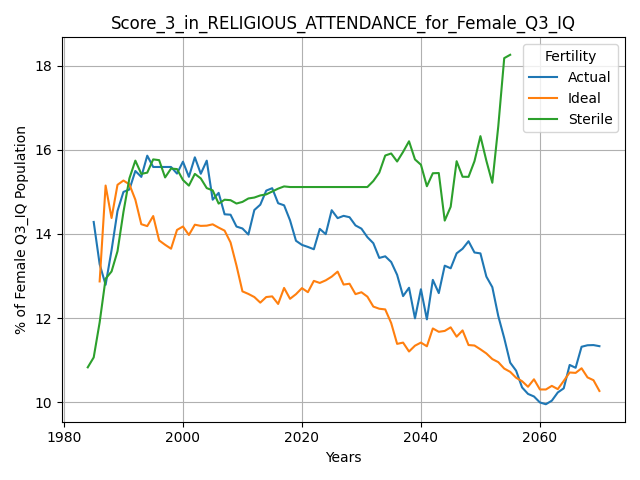 Score_3_in_RELIGIOUS_ATTENDANCE_for_Female_Q3_IQ
% of Female Q3_IQ Population
18
16
14
12
10
Fertility
Actual
Ideal
Sterile
1980
2000
2020
2040
2060
Years